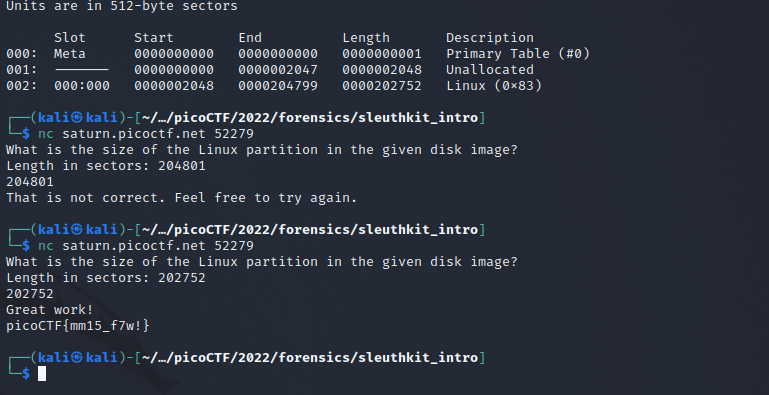 Units are in 512-byte sectors
      Slot      Start        End          Length       Description
000:  Meta      0000000000   0000000000   0000000001   Primary Table (#0)
001:  -------   0000000000   0000002047   0000002048   Unallocated
002:  000:000   0000002048   0000204799   0000202752   Linux (0×83)
┌──(kali㉿kali)-[~/…/picoCTF/2022/forensics/sleuthkit_intro]
└─$ nc saturn.picoctf.net 52279
What is the size of the Linux partition in the given disk image?
Length in sectors: 204801
204801
That is not correct. Feel free to try again.
┌──(kali㉿kali)-[~/…/picoCTF/2022/forensics/sleuthkit_intro]
└─$ nc saturn.picoctf.net 52279
What is the size of the Linux partition in the given disk image?
Length in sectors: 202752
202752
Great work!
picoCTF{mm15_f7w!}
┌──(kali㉿kali)-[~/…/picoCTF/2022/forensics/sleuthkit_intro]
└─$